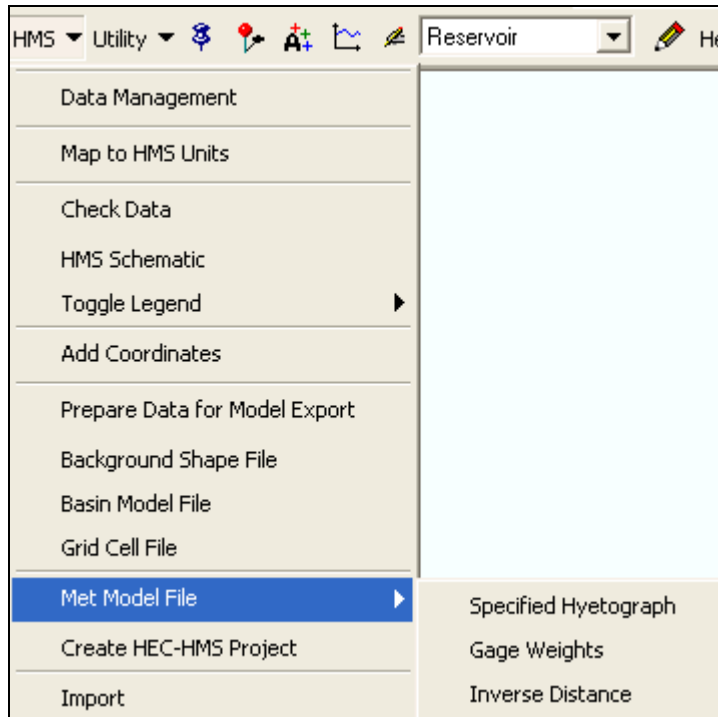 HMS Utility Reservoir He
Data Management
Map to HMS Units
Check Data
HMS Schematic
Toggle Legend
Add Coordinates
Prepare Data for Model Export
Background Shape File
Basin Model File
Grid Cell File
Met Model File
Specified Hyetograph
Create HEC-HMS Project
Gage Weights
Import
Inverse Distance